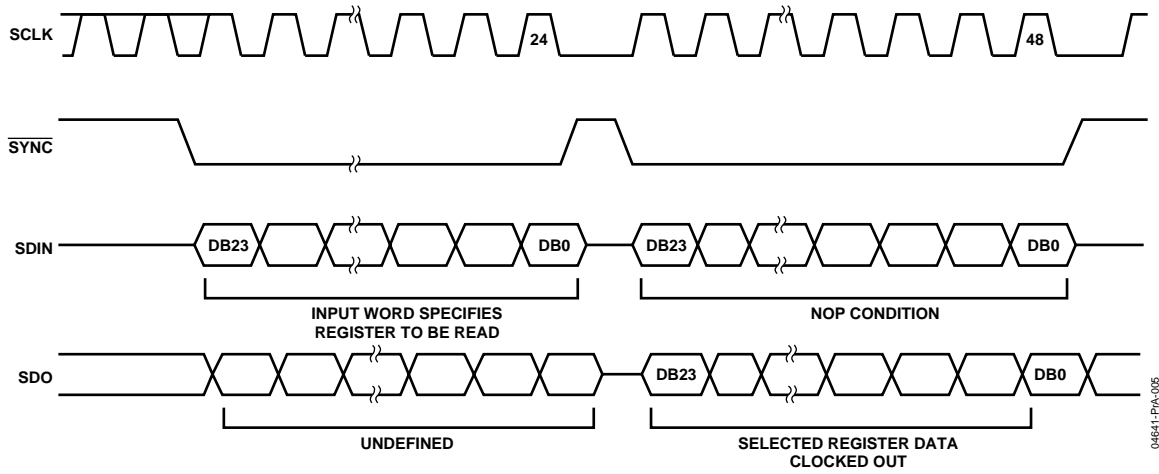 SCLK
24
48
SYNC
SDIN
DB23
DB0
DB23
DB0
INPUT WORD SPECIFIES
REGISTER TO BE READ
NOP CONDITION
SDO
DB23
DB0
UNDEFINED
SELECTED REGISTER DATA
CLOCKED OUT
04641-PrA-005